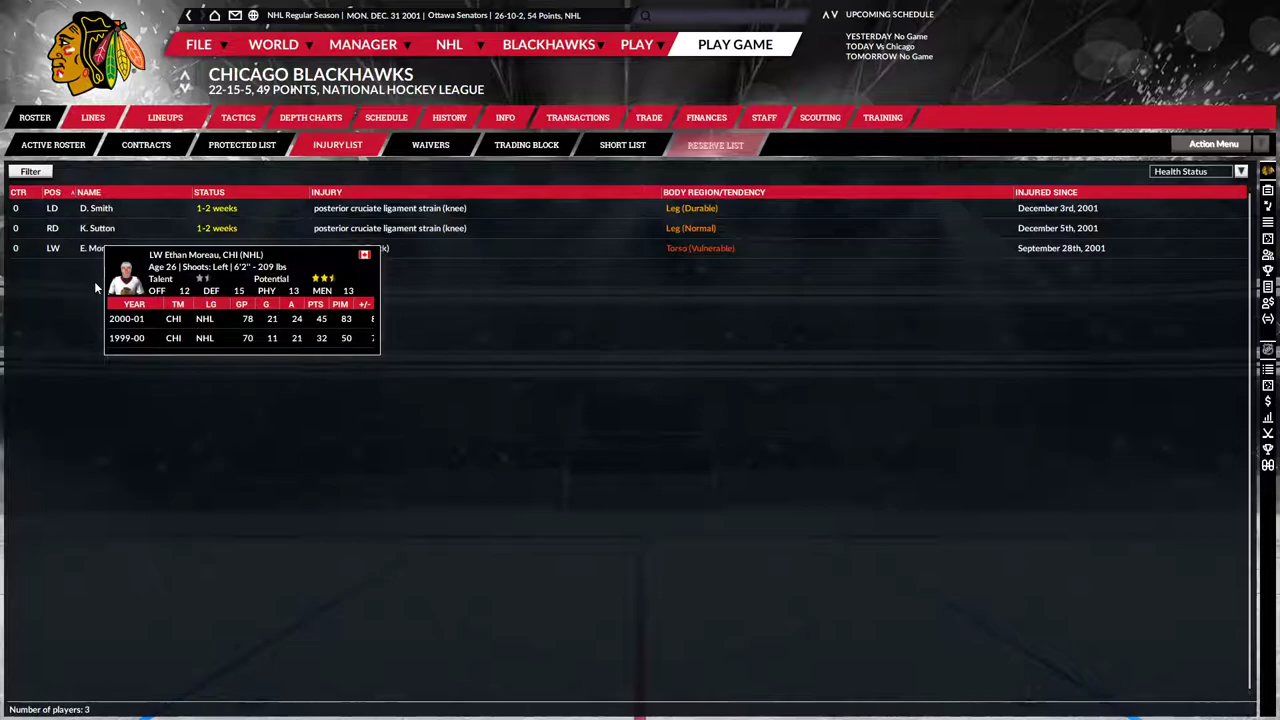 NHL Regular Season | MON. DEC. 31 2001 | Ottawa Senators | 26-10-2, 54 Points, NHL
UPCOMING SCHEDULE
YESTERDAY No Game
TODAY Vs Chicago
TOMORROW No Game
FILE WORLD MANAGER NHL BLACKHAWKS PLAY PLAY GAME
CHICAGO BLACKHAWKS
22-15-5, 49 POINTS, NATIONAL HOCKEY LEAGUE
ROSTER LINES LINEUPS TACTICS DEPTH CHARTS SCHEDULE HISTORY INFO TRANSACTIONS TRADE FINANCES STAFF SCOUTING TRAINING
ACTIVE ROSTER CONTRACTS PROTECTED LIST INJURY LIST WAIVERS TRADING BLOCK SHORT LIST RESERVE LIST Action Menu
Filter Health Status
CTR POS NAME STATUS INJURY BODY REGION/TENDENCY INJURED SINCE
0 LD D. Smith 1-2 weeks posterior cruciate ligament strain (knee) Leg (Durable) December 3rd, 2001
0 RD K. Sutton 1-2 weeks posterior cruciate ligament strain (knee) Leg (Normal) December 5th, 2001
0 LW Torso (Vulnerable) September 28th, 2001
LW Ethan Moreau, CHI (NHL)
Age 26 | Shoots: Left | 6'2" - 209 lbs
Talent Potential
OFF 12 DEF 15 PHY 13 MEN 13
YEAR TM LG GP G A PTS PIM +/-
2000-01 CHI NHL 78 21 24 45 83
1999-00 CHI NHL 70 11 21 32 50
Number of players: 3